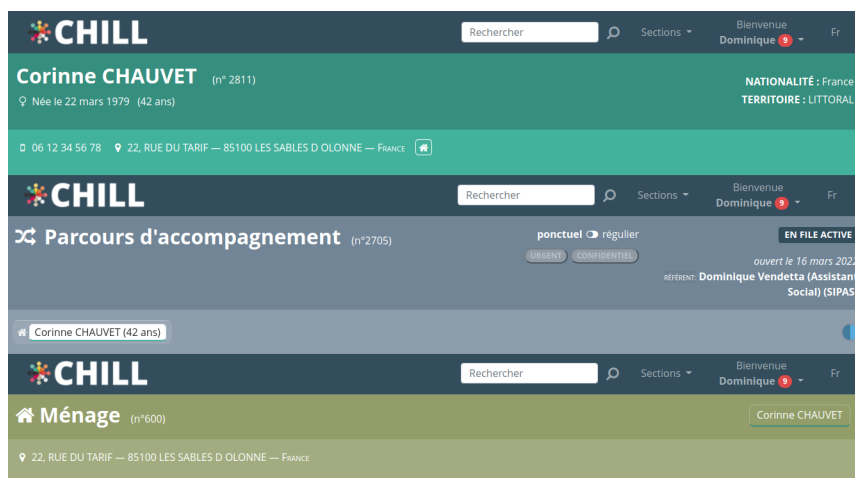 CHILL
Rechercher
Sections
Bienvenue
Dominique 9
Fr
Corinne CHAUVET (n° 2811)
Née le 22 mars 1979 (42 ans)
NATIONALITÉ : France
TERRITOIRE : LITTORAL
06 12 34 56 78 22, RUE DU TARIF — 85100 LES SABLES D OLONNE — France
CHILL
Rechercher
Sections
Bienvenue
Dominique 9
Fr
Parcours d'accompagnement (n°2705)
ponctuel régulier
URGENT CONFIDENTIEL
EN FILE ACTIVE
ouvert le 16 mars 2022
RÉFÉRENT: Dominique Vendetta (Assistant
Social) (SIPAS
Corinne CHAUVET (42 ans)
CHILL
Rechercher
Sections
Bienvenue
Dominique 9
Fr
Ménage (n°600)
Corinne CHAUVET
22, RUE DU TARIF — 85100 LES SABLES D OLONNE — France